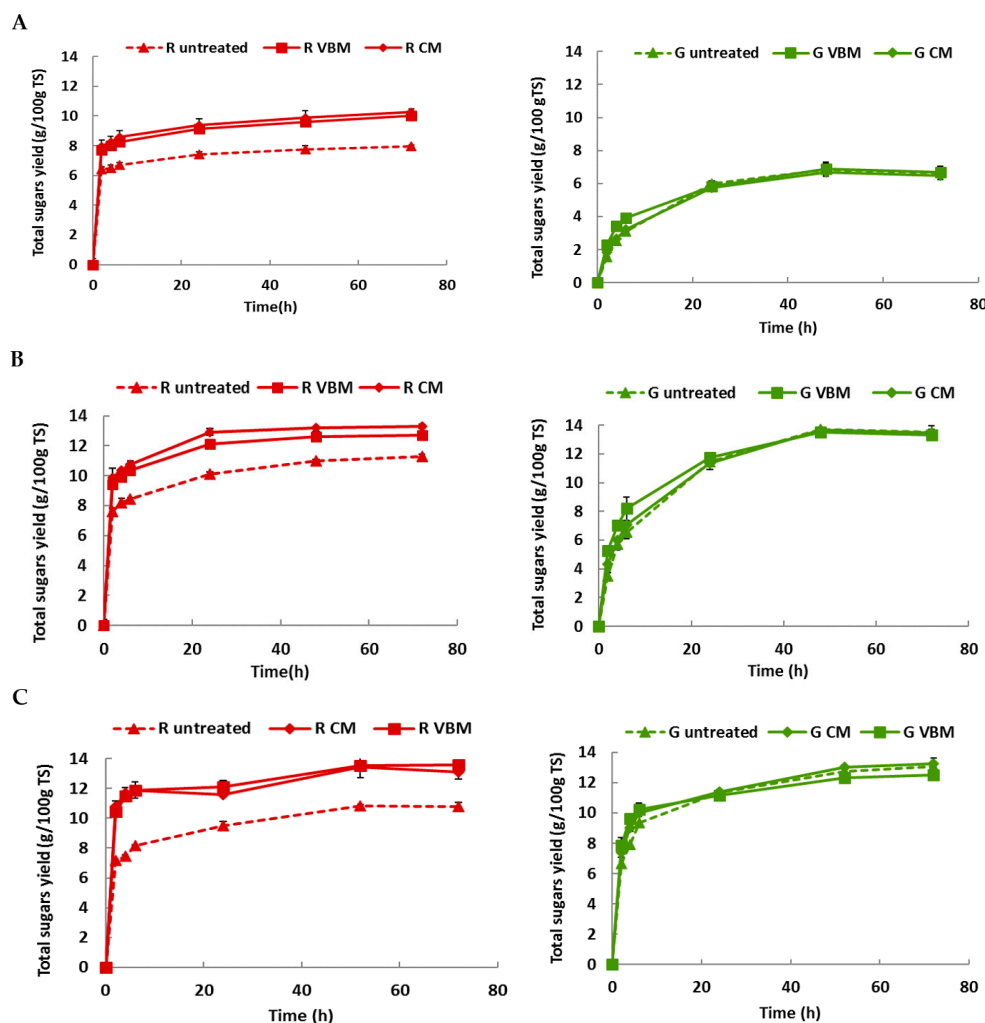 A
R untreated R VBM R CM
Total sugars yield (g/100g TS)
14
12
10
8
6
4
2
0
0 20 40 60 80
Time(h)
G untreated G VBM G CM
Total sugars yield (g/100 gTS)
14
12
10
8
6
4
2
0
0 20 40 60 80
Time (h)
B
R untreated R VBM R CM
Total sugars yield (g/100g TS)
14
12
10
8
6
4
2
0
0 20 40 60 80
Time(h)
G untreated G VBM G CM
Total sugars yield (g/100g TS)
14
12
10
8
6
4
2
0
0 20 40 60 80
Time (h)
C
R untreated R CM R VBM
Total sugars yield (g/100g TS)
14
12
10
8
6
4
2
0
0 20 40 60 80
Time (h)
G untreated G CM G VBM
Total sugars yield (g/100g TS)
14
12
10
8
6
4
2
0
0 20 40 60 80
Time (h)